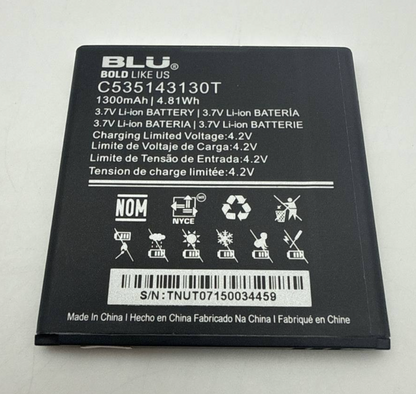 BLU®
BOLD LIKE US
C535143130T
1300mAh | 4.81Wh
3.7V Li-ion BATTERY | 3.7V Li-ion BATERÍA
3.7V Li-ion BATERIA | 3.7V Li-ion BATTERIE
Charging Limited Voltage:4.2V
Limite de Voltaje de Carga:4.2V
Limite de Tensão de Entrada:4.2V
Tension de charge limitée:4.2V
NOM
NYCE
S/N:TNUT07150034459
Made In China | Hecho en China Fabricado Na China | Fabriqué en Chine